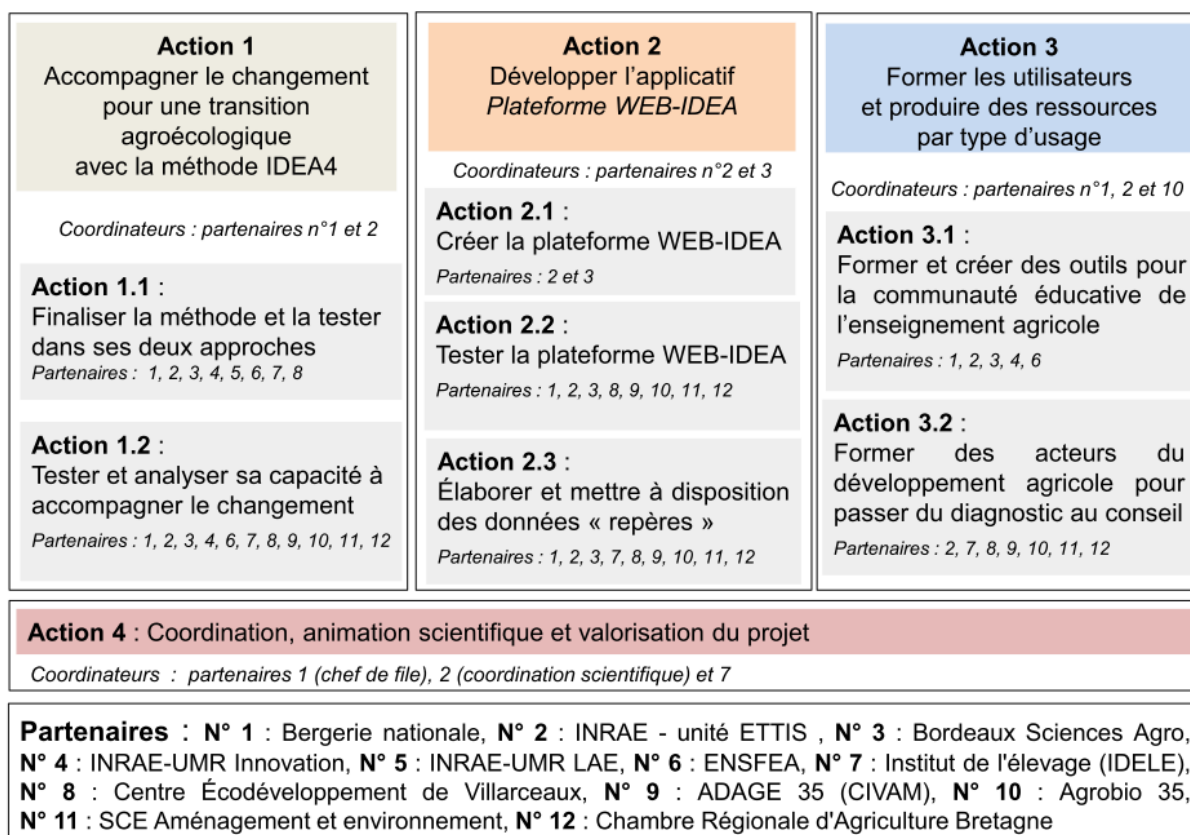 Action 1
Accompagner le changement
pour une transition
agroécologique
avec la méthode IDEA4
Coordinateurs : partenaires n°1 et 2
Action 1.1 :
Finaliser la méthode et la tester
dans ses deux approches
Partenaires : 1, 2, 3, 4, 5, 6, 7, 8
Action 1.2 :
Tester et analyser sa capacité à
accompagner le changement
Partenaires : 1, 2, 3, 4, 6, 7, 8, 9, 10, 11, 12
Action 2
Développer l’applicatif
Plateforme WEB-IDEA
Coordinateurs : partenaires n°2 et 3
Action 2.1 :
Créer la plateforme WEB-IDEA
Partenaires : 2 et 3
Action 2.2 :
Tester la plateforme WEB-IDEA
Partenaires : 1, 2, 3, 8, 9, 10, 11, 12
Action 2.3 :
Élaborer et mettre à disposition
des données « repères »
Partenaires : 1, 2, 3, 7, 8, 9, 10, 11, 12
Action 3
Former les utilisateurs
et produire des ressources
par type d’usage
Coordinateurs : partenaires n°1, 2 et 10
Action 3.1 :
Former et créer des outils pour
la communauté éducative de
l’enseignement agricole
Partenaires : 1, 2, 3, 4, 6
Action 3.2 :
Former des acteurs du
développement agricole pour
passer du diagnostic au conseil
Partenaires : 2, 7, 8, 9, 10, 11, 12
Action 4 : Coordination, animation scientifique et valorisation du projet
Coordinateurs : partenaires 1 (chef de file), 2 (coordination scientifique) et 7
Partenaires : N° 1 : Bergerie nationale, N° 2 : INRAE - unité ETTIS , N° 3 : Bordeaux Sciences Agro,
N° 4 : INRAE-UMR Innovation, N° 5 : INRAE-UMR LAE, N° 6 : ENSFEA, N° 7 : Institut de l'élevage (IDELE),
N° 8 : Centre Écodéveloppement de Villarceaux, N° 9 : ADAGE 35 (CIVAM), N° 10 : Agrobio 35,
N° 11 : SCE Aménagement et environnement, N° 12 : Chambre Régionale d'Agriculture Bretagne